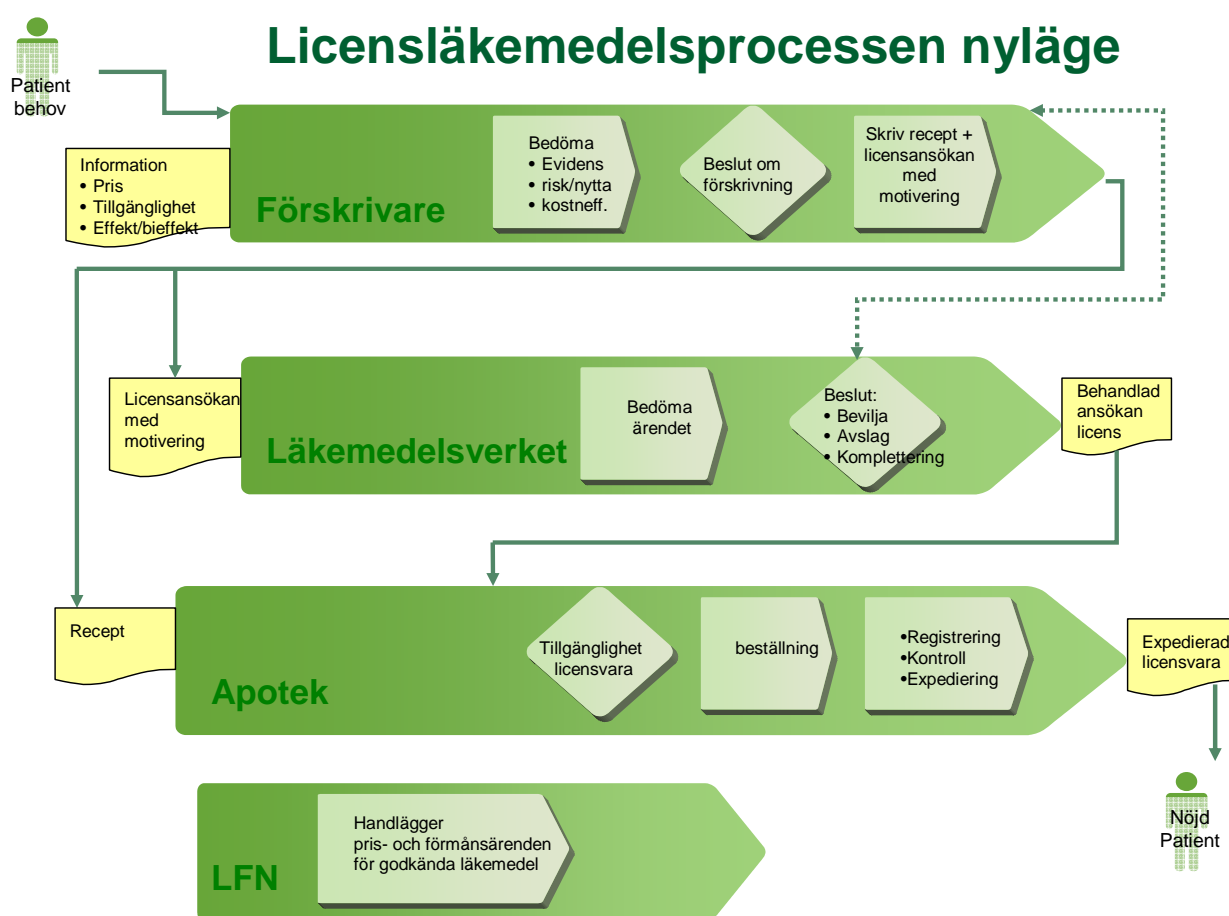 Licensläkemedelsprocessen nyläge
Patient
behov
Information
• Pris
• Tillgänglighet
• Effekt/bieffekt
Förskrivare
Bedöma
• Evidens
• risk/nytta
• kostneff.
Beslut om
förskrivning
Skriv recept +
licensansökan
med
motivering
Licensansökan
med
motivering
Läkemedelsverket
Bedöma
ärendet
Beslut:
• Bevilja
• Avslag
• Komplettering
Behandlad
ansökan
licens
Recept
Apotek
Tillgänglighet
licensvara
beställning
•Registrering
•Kontroll
•Expediering
Expedierad
licensvara
LFN
Handlägger
pris- och förmånsärenden
för godkända läkemedel
Nöjd
Patient